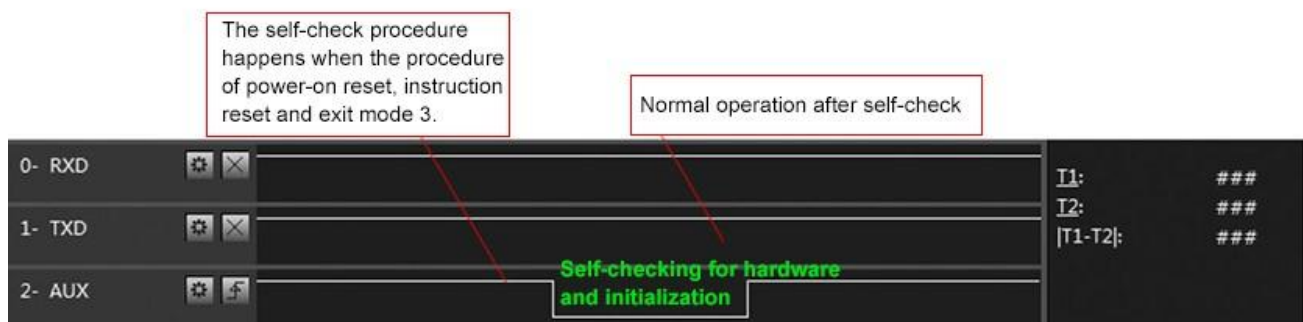 The self-check procedure
happens when the procedure
of power-on reset, instruction
reset and exit mode 3.
Normal operation after self-check
0- RXD
T1: ###
T2: ###
1- TXD
|T1-T2|: ###
Self-checking for hardware
and initialization
2- AUX